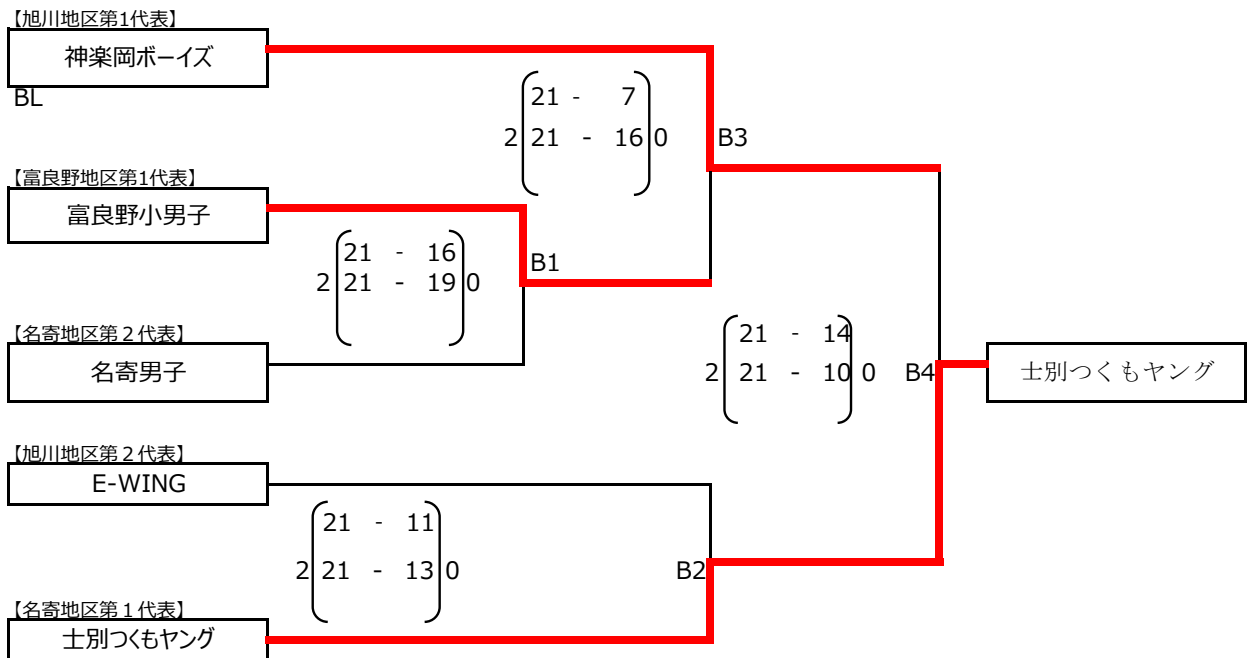 【旭川地区第1代表】
神楽岡ボーイズ
BL
21 - 7
2 21 - 16 0
B3
【富良野地区第1代表】
富良野小男子
21 - 16
2 21 - 19 0
B1
【名寄地区第２代表】
名寄男子
21 - 14
2 21 - 10 0
B4
士別つくもヤング
【旭川地区第２代表】
E-WING
21 - 11
2 21 - 13 0
B2
【名寄地区第１代表】
士別つくもヤング